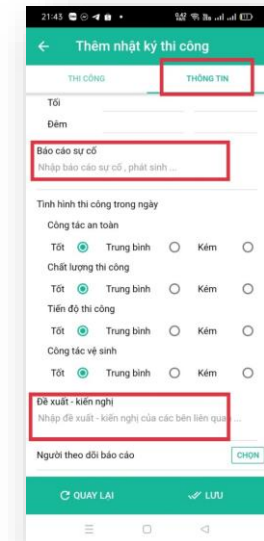 21:43
Thêm nhật ký thi công
THI CÔNG THÔNG TIN
Tối
Đêm
Báo cáo sự cố
Nhập báo cáo sự cố , phát sinh ...
Tình hình thi công trong ngày
Công tác an toàn
Tốt Trung bình Kém
Chất lượng thi công
Tốt Trung bình Kém
Tiến độ thi công
Tốt Trung bình Kém
Công tác vệ sinh
Tốt Trung bình Kém
Đề xuất - kiến nghị
Nhập đề xuất - kiến nghị của các bên liên quan ...
Người theo dõi báo cáo CHỌN
QUAY LẠI LƯU